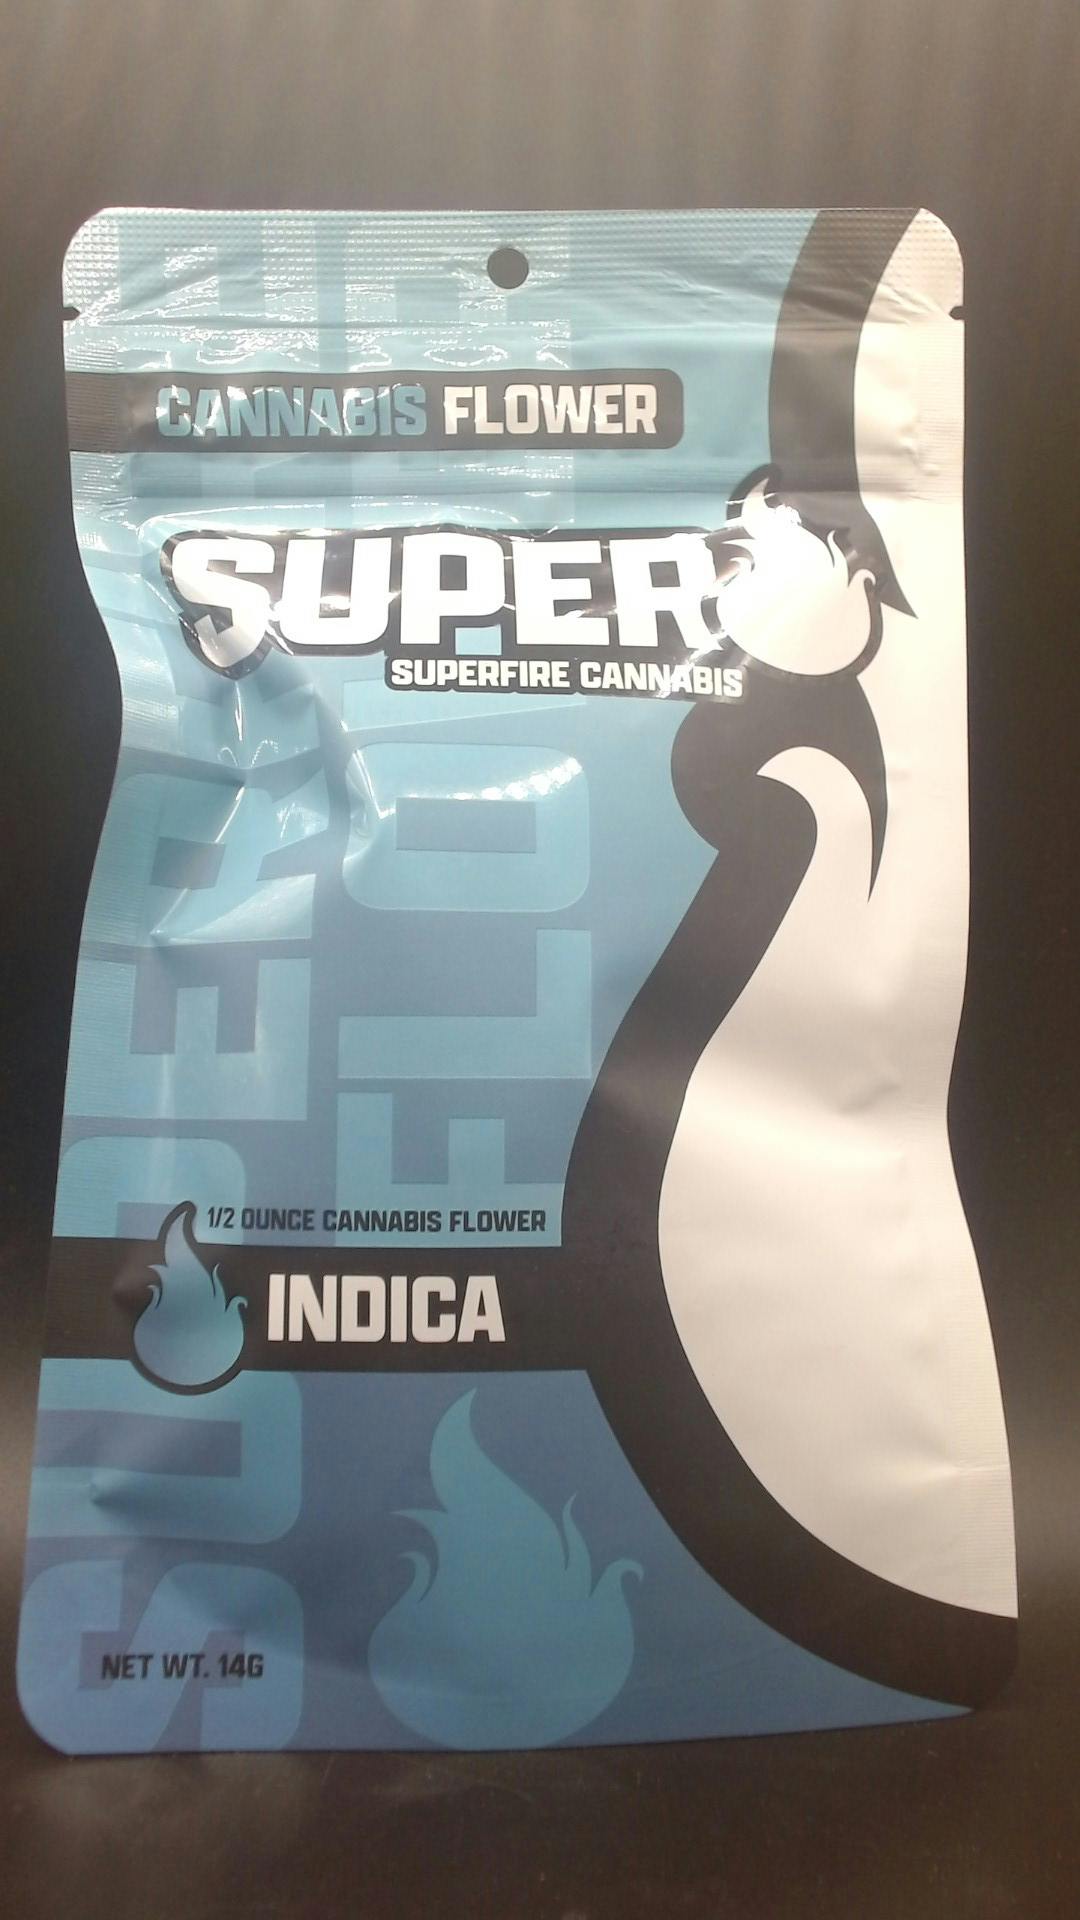 CANNABIS FLOWER
SUPER
SUPERFIRE CANNABIS
1/2 OUNCE CANNABIS FLOWER
INDICA
NET WT. 14G